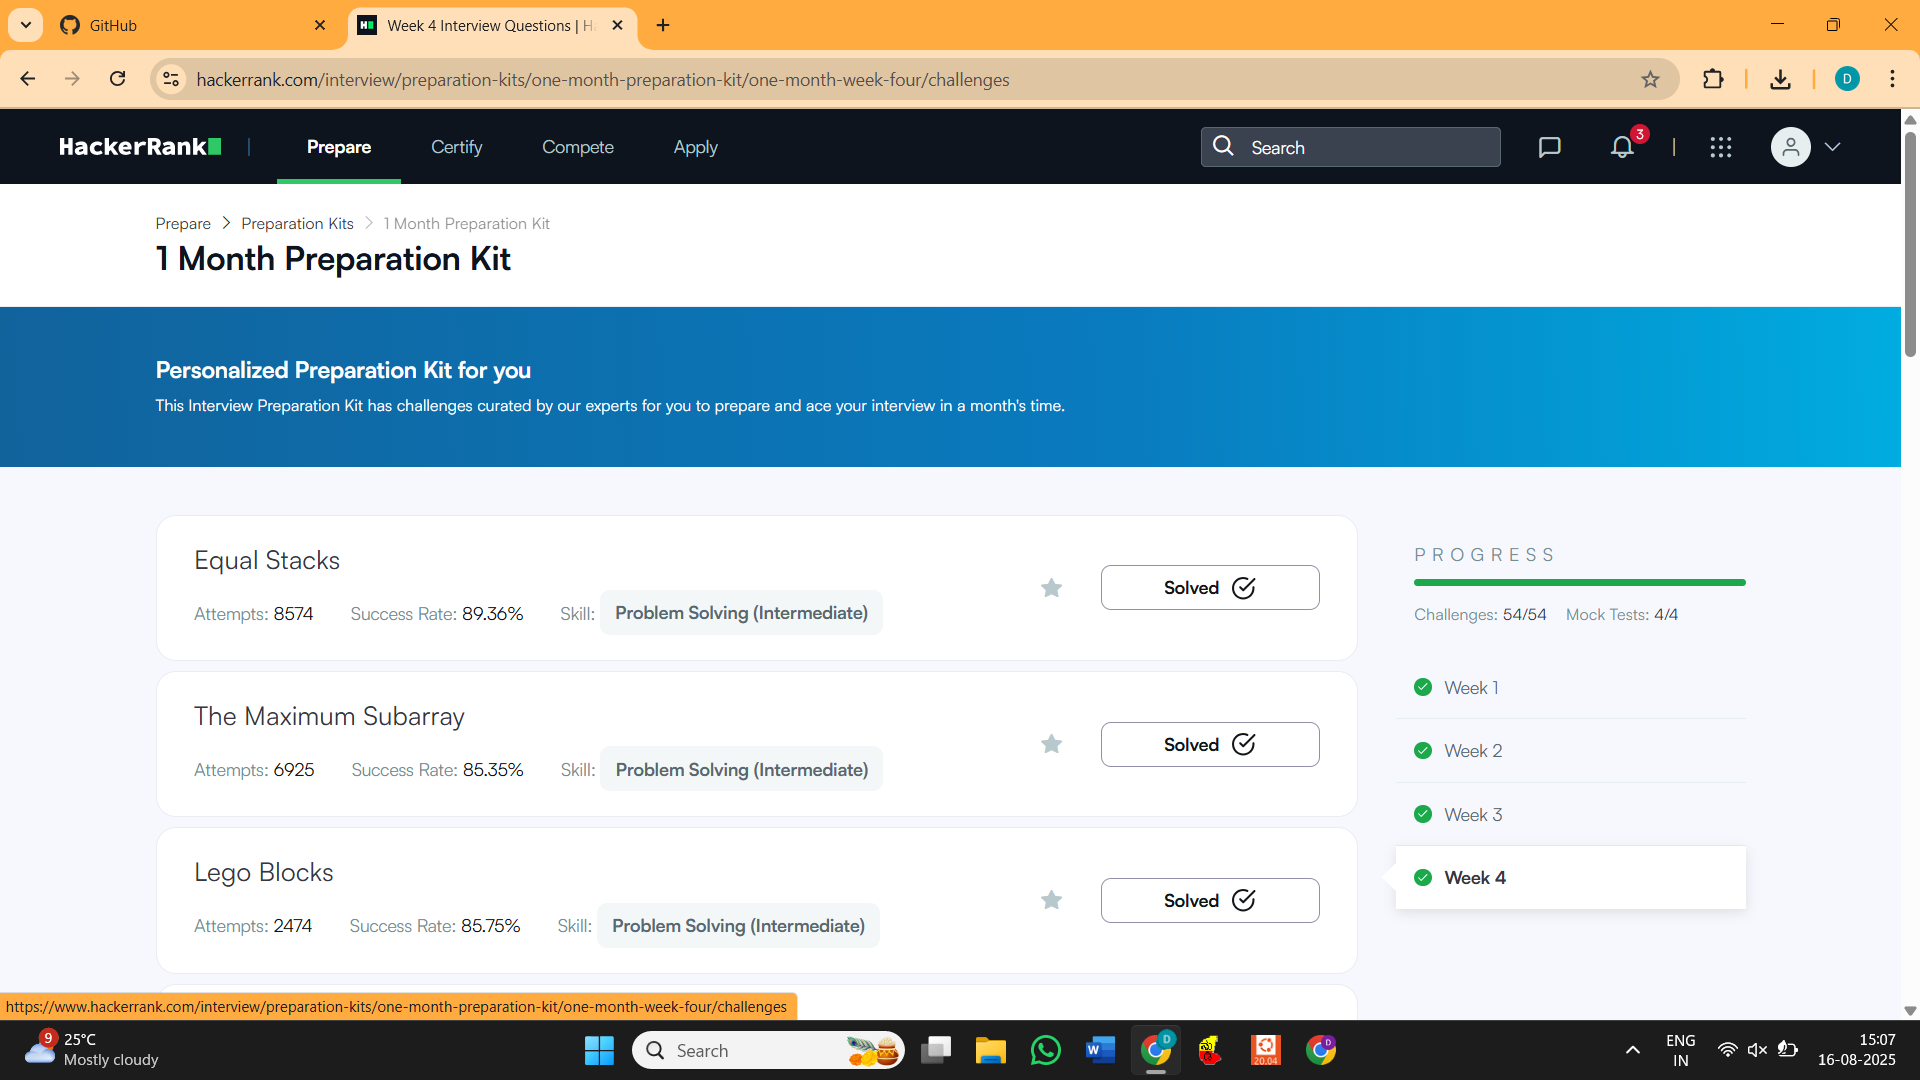 GitHub
Week 4 Interview Questions | H
hackerrank.com/interview/preparation-kits/one-month-preparation-kit/one-month-week-four/challenges
D
HackerRank
Prepare
Certify
Compete
Apply
Search
3
Prepare > Preparation Kits > 1 Month Preparation Kit
1 Month Preparation Kit
Personalized Preparation Kit for you
This Interview Preparation Kit has challenges curated by our experts for you to prepare and ace your interview in a month's time.
Equal Stacks
Attempts: 8574 Success Rate: 89.36% Skill: Problem Solving (Intermediate)
Solved
The Maximum Subarray
Attempts: 6925 Success Rate: 85.35% Skill: Problem Solving (Intermediate)
Solved
Lego Blocks
Attempts: 2474 Success Rate: 85.75% Skill: Problem Solving (Intermediate)
Solved
PROGRESS
Challenges: 54/54 Mock Tests: 4/4
Week 1
Week 2
Week 3
Week 4
https://www.hackerrank.com/interview/preparation-kits/one-month-preparation-kit/one-month-week-four/challenges
9
25°C
Mostly cloudy
Search
W
D
20.04
D
ENG
IN
15:07
16-08-2025